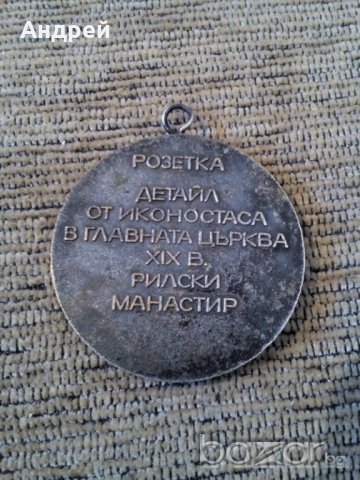 Андрей
РОЗЕТКА
ДЕТАЙЛ
ОТ ИКОНОСТАСА
В ГЛАВНАТА ЦЪРКВА
XIX В.,
РИЛСКИ
МАНАСТИР
bazar.bg